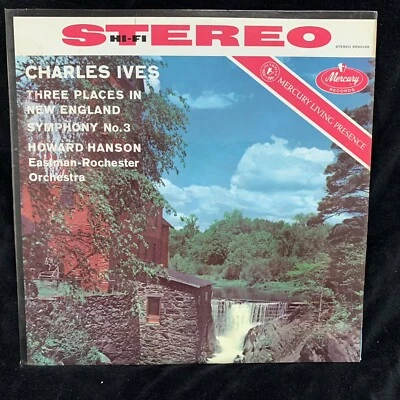 STEREO
HI-FI
CHARLES IVES
THREE PLACES IN
NEW ENGLAND
SYMPHONY No.3
HOWARD HANSON
Eastman-Rochester
Orchestra
Mercury
RECORDS
MERCURY LIVING PRESENCE